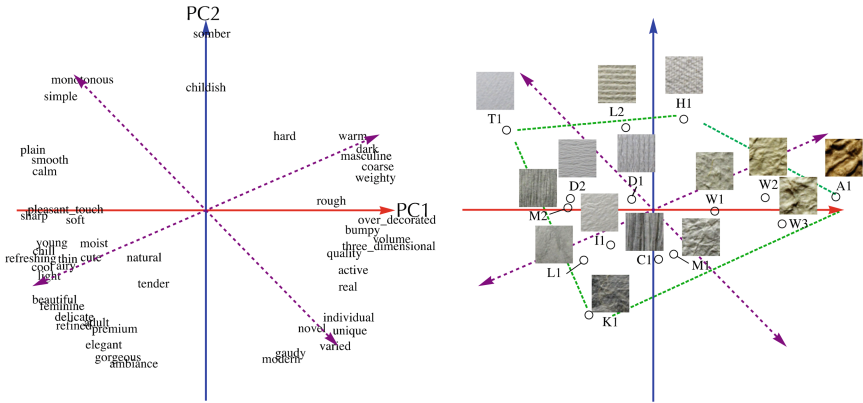 PC2
somber
monotonous
childish
simple
hard
warm
plain
dark
masculine
smooth
coarse
calm
weighty
rough
pleasant_touch
PC1
sharp
soft
over_decorated
bumpy
young
moist
volume
chill
three_dimensional
refreshing
thin
cute
natural
quality
cool
Fairy
light
active
tender
real
beautiful
feminine
delicate
individual
refined
adult
premium
novel
unique
elegant
varied
gorgeous
gaudy
ambiance
modern
T1
L2
H1
D2
D1
W1
W2
A1
M2
I1
W3
L1
C1
M1
K1